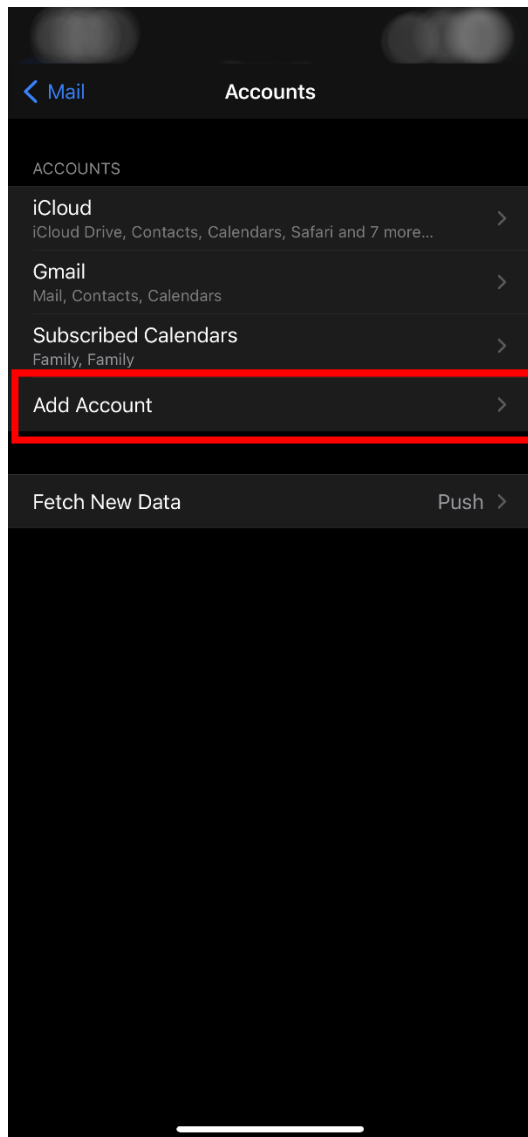 Mail
Accounts
ACCOUNTS
iCloud
iCloud Drive, Contacts, Calendars, Safari and 7 more...
Gmail
Mail, Contacts, Calendars
Subscribed Calendars
Family, Family
Add Account
Fetch New Data
Push